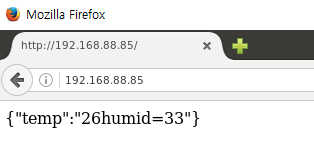 Mozilla Firefox
http://192.168.88.85/
192.168.88.85
{"temp":"26humid=33"}